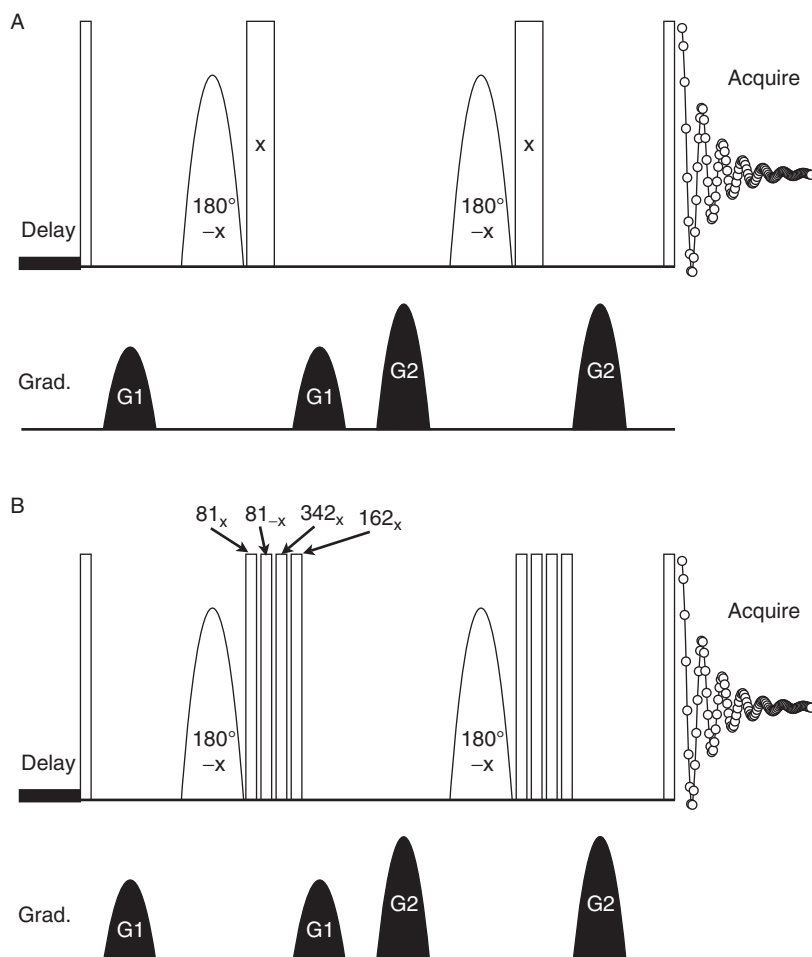 A
Acquire
x
x
180°
–x
180°
–x
Delay
Grad.
G1
G1
G2
G2
B
81x
81–x
342x
162x
Acquire
180°
–x
180°
–x
Delay
Grad.
G1
G1
G2
G2